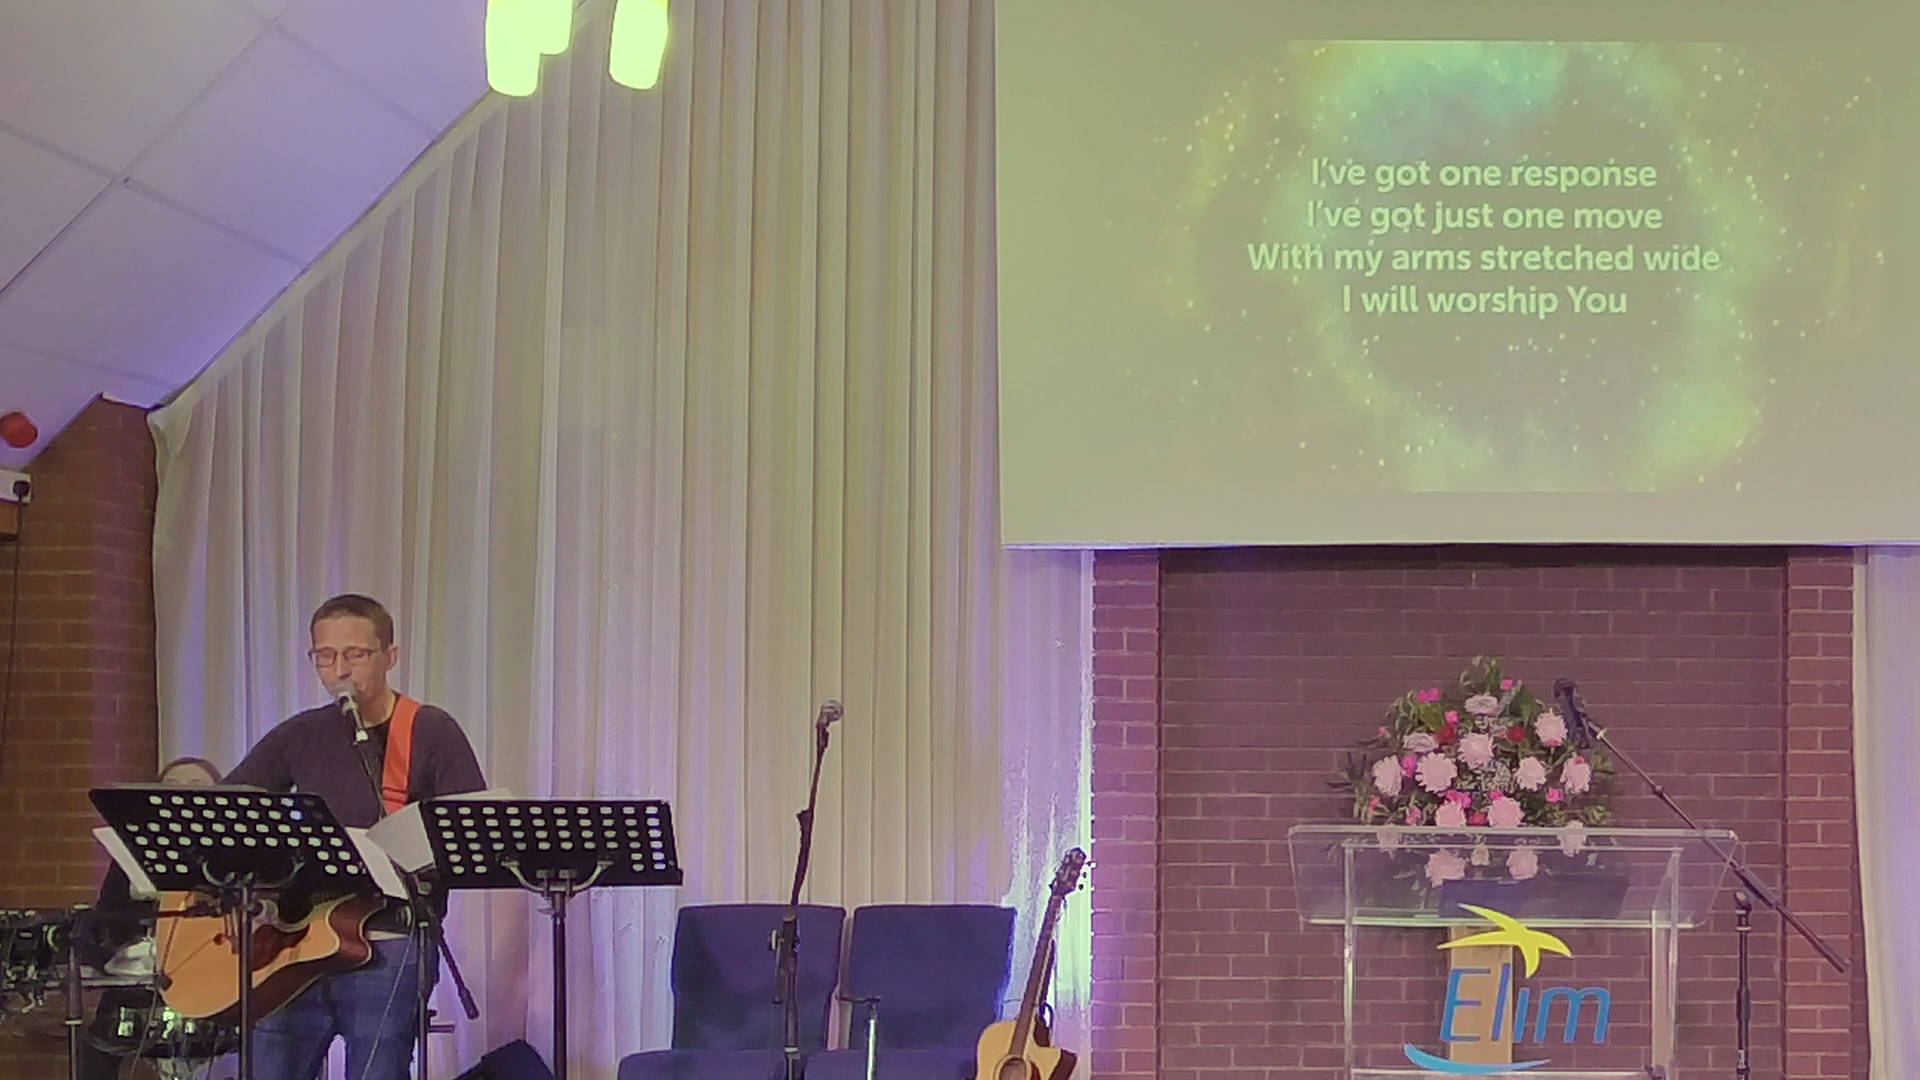 I've got one response
I've got just one move
With my arms stretched wide
I will worship You
Elim